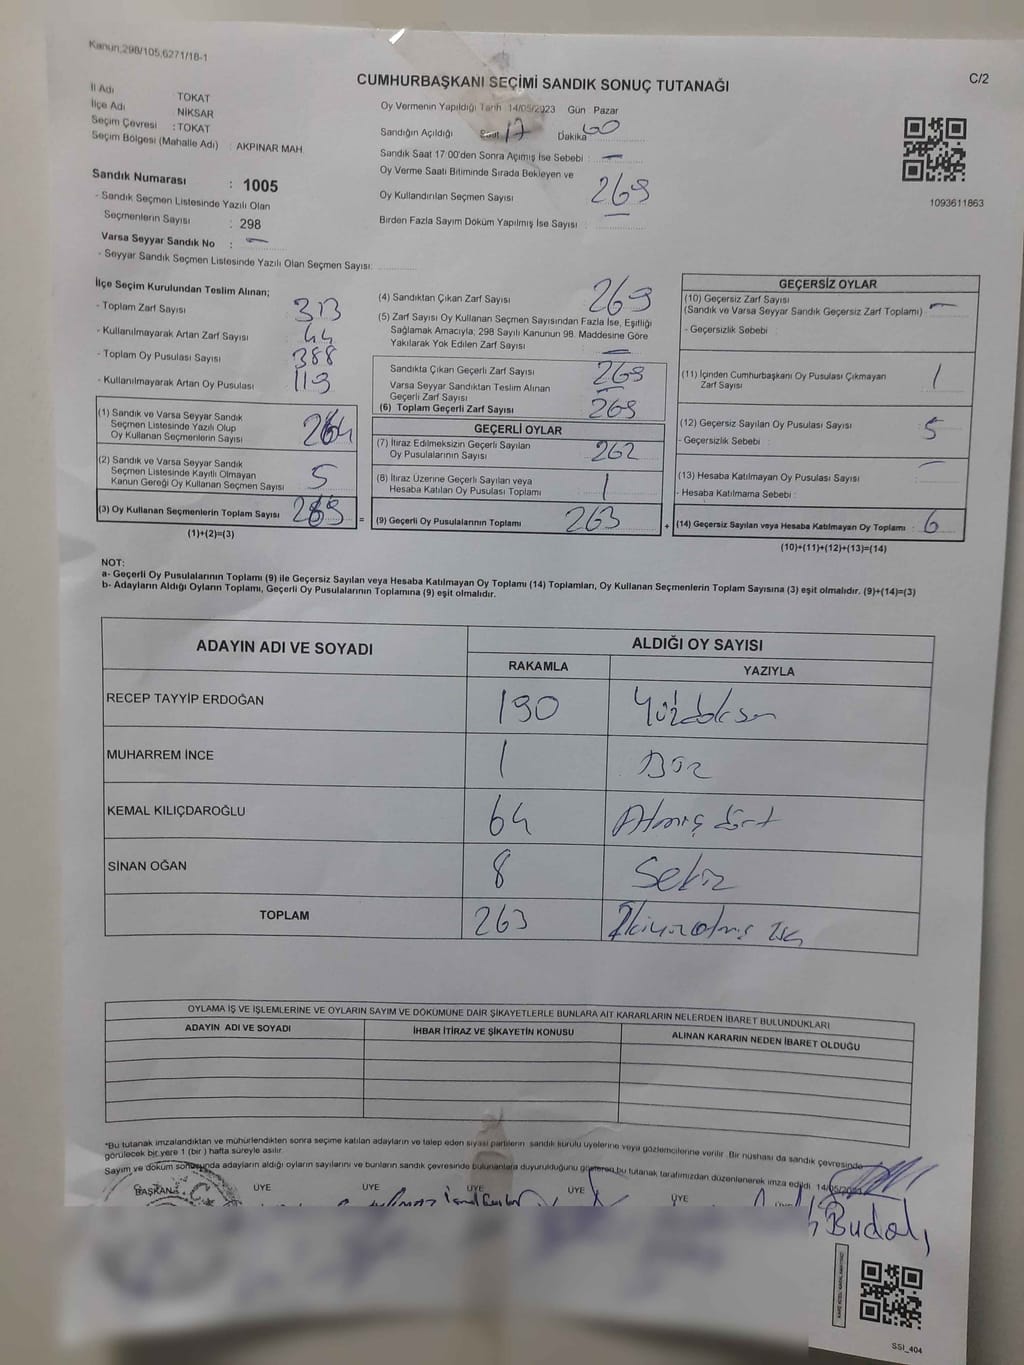 Kanun,298/105,6271/18-1
C/2
CUMHURBAŞKANI SEÇİMİ SANDIK SONUÇ TUTANAĞI
İl Adı TOKAT
İlçe Adı NİKSAR
Seçim Çevresi : TOKAT
Seçim Bölgesi (Mahalle Adı) : AKPINAR MAH.
Sandık Numarası : 1005
- Sandık Seçmen Listesinde Yazılı Olan
Seçmenlerin Sayısı : 298
Varsa Seyyar Sandık No : —
- Seyyar Sandık Seçmen Listesinde Yazılı Olan Seçmen Sayısı:
Oy Vermenin Yapıldığı Tarih 14/05/2023 Gün Pazar
Sandığın Açıldığı Saat 17 Dakika 00
Sandık Saat 17:00'den Sonra Açılmış İse Sebebi : —
Oy Verme Saati Bitiminde Sırada Bekleyen ve
Oy Kullandırılan Seçmen Sayısı 269
Birden Fazla Sayım Döküm Yapılmış İse Sayısı :
1093611863
İlçe Seçim Kurulundan Teslim Alınan;
- Toplam Zarf Sayısı 313
- Kullanılmayarak Artan Zarf Sayısı 44
- Toplam Oy Pusulası Sayısı 388
- Kullanılmayarak Artan Oy Pusulası 119
(1) Sandık ve Varsa Seyyar Sandık
Seçmen Listesinde Yazılı Olup
Oy Kullanan Seçmenlerin Sayısı 264
(2) Sandık ve Varsa Seyyar Sandık
Seçmen Listesinde Kayıtlı Olmayan
Kanun Gereği Oy Kullanan Seçmen Sayısı 5
(3) Oy Kullanan Seçmenlerin Toplam Sayısı 269
(1)+(2)=(3)
(4) Sandıktan Çıkan Zarf Sayısı 269
(5) Zarf Sayısı Oy Kullanan Seçmen Sayısından Fazla İse, Eşitliği
Sağlamak Amacıyla; 298 Sayılı Kanunun 98. Maddesine Göre
Yakılarak Yok Edilen Zarf Sayısı —
Sandıkta Çıkan Geçerli Zarf Sayısı 269
Varsa Seyyar Sandıktan Teslim Alınan
Geçerli Zarf Sayısı —
(6) Toplam Geçerli Zarf Sayısı 269
GEÇERLİ OYLAR
(7) İtiraz Edilmeksizin Geçerli Sayılan
Oy Pusulalarının Sayısı 262
(8) İtiraz Üzerine Geçerli Sayılan veya
Hesaba Katılan Oy Pusulası Toplamı 1
= (9) Geçerli Oy Pusulalarının Toplamı 263 +
GEÇERSİZ OYLAR
(10) Geçersiz Zarf Sayısı
(Sandık ve Varsa Seyyar Sandık Geçersiz Zarf Toplamı) —
- Geçersizlik Sebebi :
(11) İçinden Cumhurbaşkanı Oy Pusulası Çıkmayan
Zarf Sayısı 1
(12) Geçersiz Sayılan Oy Pusulası Sayısı 5
- Geçersizlik Sebebi :
(13) Hesaba Katılmayan Oy Pusulası Sayısı —
- Hesaba Katılmama Sebebi :
(14) Geçersiz Sayılan veya Hesaba Katılmayan Oy Toplamı 6
(10)+(11)+(12)+(13)=(14)
NOT:
a- Geçerli Oy Pusulalarının Toplamı (9) ile Geçersiz Sayılan veya Hesaba Katılmayan Oy Toplamı (14) Toplamları, Oy Kullanan Seçmenlerin Toplam Sayısına (3) eşit olmalıdır. (9)+(14)=(3)
b- Adayların Aldığı Oyların Toplamı, Geçerli Oy Pusulalarının Toplamına (9) eşit olmalıdır.
ADAYIN ADI VE SOYADI ALDIĞI OY SAYISI
RAKAMLA YAZIYLA
RECEP TAYYİP ERDOĞAN 190 Yüzdoksan
MUHARREM İNCE 1 Bir
KEMAL KILIÇDAROĞLU 64 Atmış dört
SİNAN OĞAN 8 Sekiz
TOPLAM 263 İkiyüzatmış üç
OYLAMA İŞ VE İŞLEMLERİNE VE OYLARIN SAYIM VE DÖKÜMÜNE DAİR ŞİKAYETLERLE BUNLARA AİT KARARLARIN NELERDEN İBARET BULUNDUKLARI
ADAYIN ADI VE SOYADI İHBAR İTİRAZ VE ŞİKAYETİN KONUSU ALINAN KARARIN NEDEN İBARET OLDUĞU
*Bu tutanak imzalandıktan ve mühürlendikten sonra seçime katılan adayların ve talep eden siyasi partilerin sandık kurulu üyelerine veya gözlemcilerine verilir. Bir nüshası da sandık çevresinde
görülecek bir yere 1 (bir) hafta süreyle asılır.
Sayım ve döküm sonucunda adayların aldığı oyların sayılarını ve bunların sandık çevresinde bulunanlara duyurulduğunu gösteren bu tutanak tarafımızdan düzenlenerek imza edildi. 14/05/2023
BAŞKAN ÜYE ÜYE ÜYE ÜYE ÜYE
Budalı
SSI_404